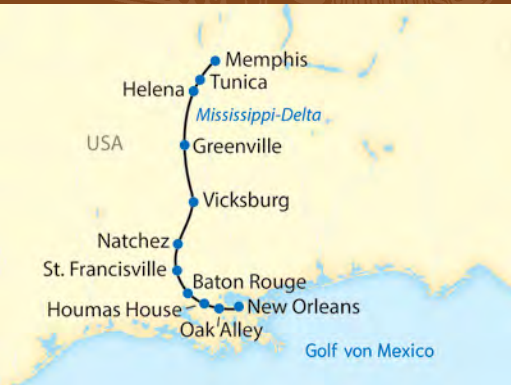 Memphis
Tunica
Helena
Mississippi-Delta
USA
Greenville
Vicksburg
Natchez
St. Francisville
Baton Rouge
Houmas House
New Orleans
Oak Alley
Golf von Mexico